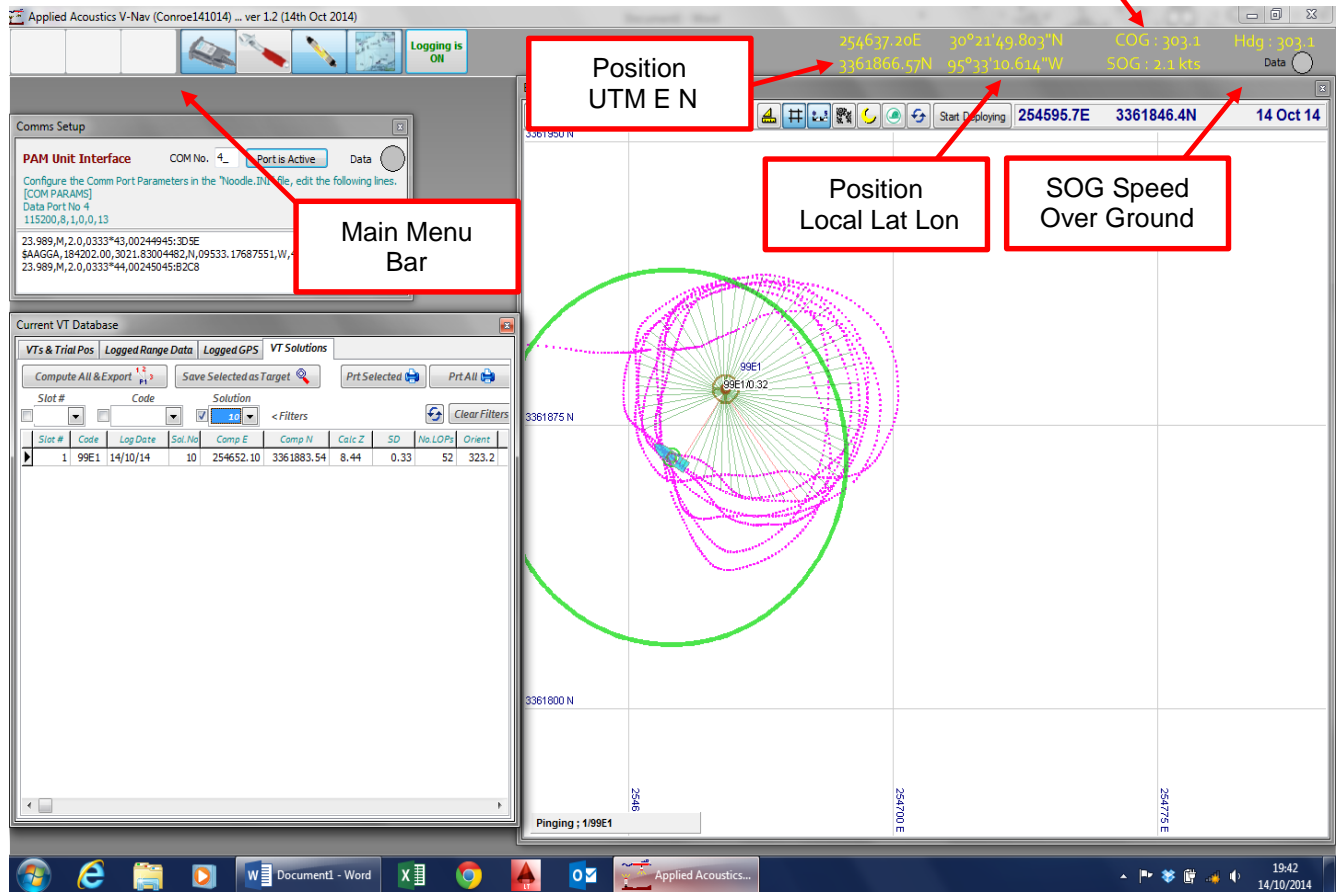 Applied Acoustics V-Nav (Conroe141014) ... ver 1.2 (14th Oct 2014)
Logging is
ON
254637.20E 30°21'49.803"N COG : 303.1 Hdg : 303.1
3361866.57N 95°33'10.614"W SOG : 2.1 kts Data
Position
UTM E N
Position
Local Lat Lon
SOG Speed
Over Ground
Main Menu
Bar
Comms Setup
PAM Unit Interface COM No. 4_ Port is Active Data
Configure the Comm Port Parameters in the "Noodle.INI" file, edit the following lines.
[COM PARAMS]
Data Port No 4
115200,8,1,0,0,13
23.989,M,2.0,0333*43,00244945:3D5E
$AAGGA,184202.00,3021.83004482,N,09533.17687551,W,
23.989,M,2.0,0333*44,00245045:B2C8
Current VT Database
VTs & Trial Pos Logged Range Data Logged GPS VT Solutions
Compute All & Export Save Selected as Target Prt Selected Prt All
Slot # Code Solution
10 < Filters Clear Filters
Slot # Code Log Date Sol.No Comp E Comp N Calc Z SD No.LOPs Orient
1 99E1 14/10/14 10 254652.10 3361883.54 8.44 0.33 52 323.2
Start Deploying 254595.7E 3361846.4N 14 Oct 14
3361950 N
99E1
99E1/0.32
3361875 N
3361800 N
2546
254700 E
254775 E
Pinging ; 1/99E1
Document1 - Word
Applied Acoustics...
19:42
14/10/2014